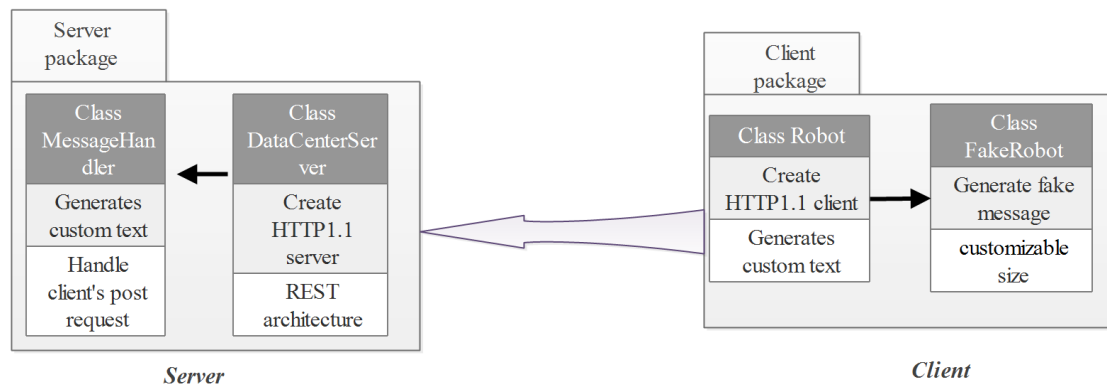 Server
package
Class
MessageHan
dler
Generates
custom text
Handle
client's post
request
Class
DataCenterSer
ver
Create
HTTP1.1
server
REST
architecture
Server
Client
package
Class Robot
Create
HTTP1.1 client
Generates
custom text
Class
FakeRobot
Generate fake
message
customizable
size
Client